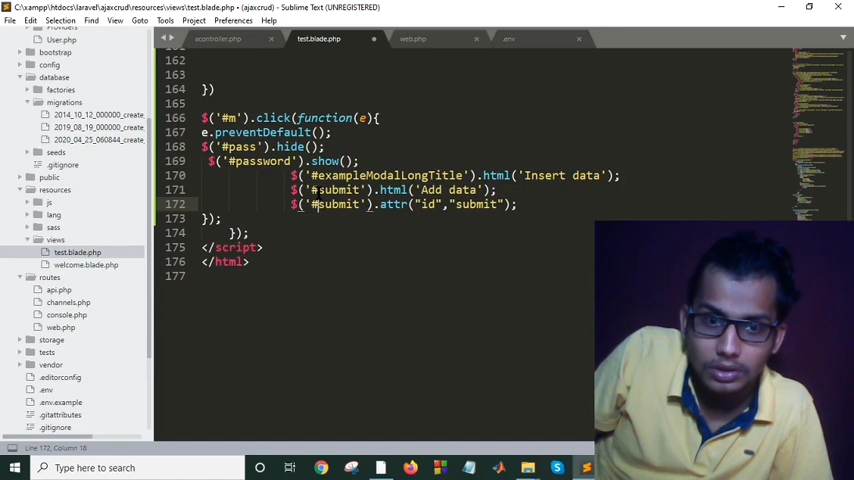 C:\xampp\htdocs\laravel\ajaxcrud\resources\views\test.blade.php • (ajaxcrud) - Sublime Text (UNREGISTERED)
File Edit Selection Find View Goto Tools Project Preferences Help
acontroller.php × test.blade.php web.php × .env ×
Providers
User.php
bootstrap
config
database
factories
migrations
2014_10_12_000000_create_
2019_08_19_000000_create_
2020_04_25_060844_create_
seeds
.gitignore
public
resources
js
lang
sass
views
test.blade.php
welcome.blade.php
routes
api.php
channels.php
console.php
web.php
storage
tests
vendor
.editorconfig
.env
.env.example
.gitattributes
.gitignore
161
162
163
164 })
165
166 $('#m').click(function(e){
167 e.preventDefault();
168 $('#pass').hide();
169 $('#password').show();
170 $('#exampleModalLongTitle').html('Insert data');
171 $('#submit').html('Add data');
172 $('#submit').attr("id","submit");
173 });
174 });
175 </script>
176 </html>
177
Line 172, Column 18
Type here to search